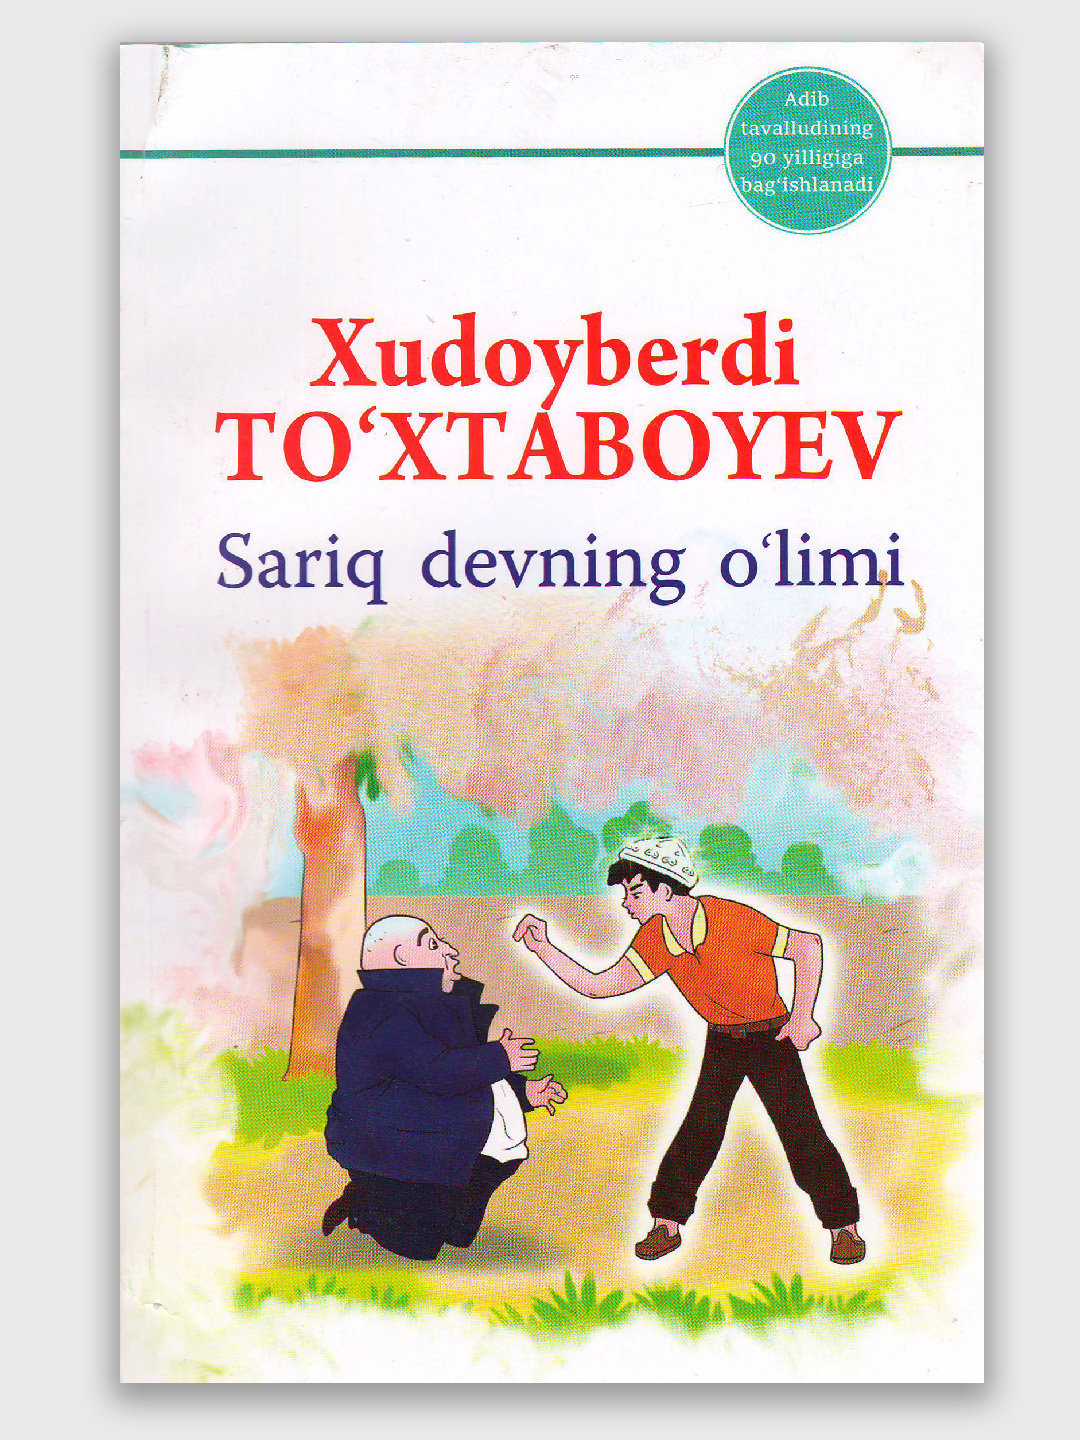 Adib
tavalludining
90 yilligiga
bag‘ishlanadi
Xudoyberdi
TO‘XTABOYEV
Sariq devning o‘limi